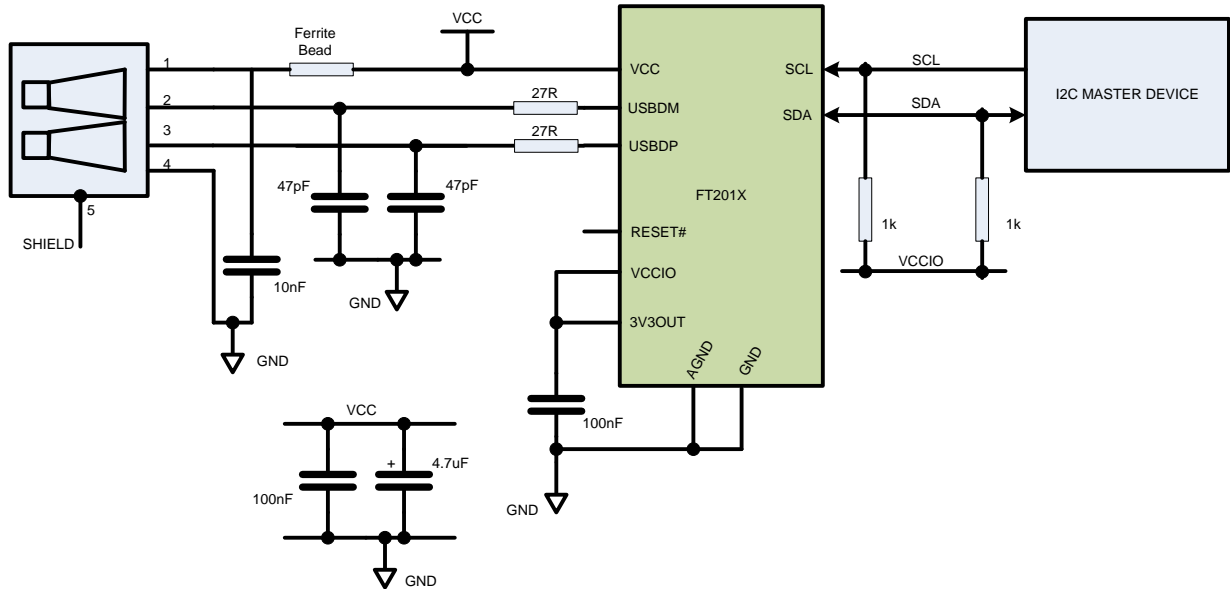 VCC
Ferrite
Bead
1
2
3
4
5
SHIELD
27R
27R
47pF
47pF
10nF
GND
GND
VCC
USBDM
USBDP
RESET#
VCCIO
3V3OUT
FT201X
SCL
SDA
AGND
GND
SCL
SDA
I2C MASTER DEVICE
1k
1k
VCCIO
100nF
GND
VCC
100nF
+
4.7uF
GND